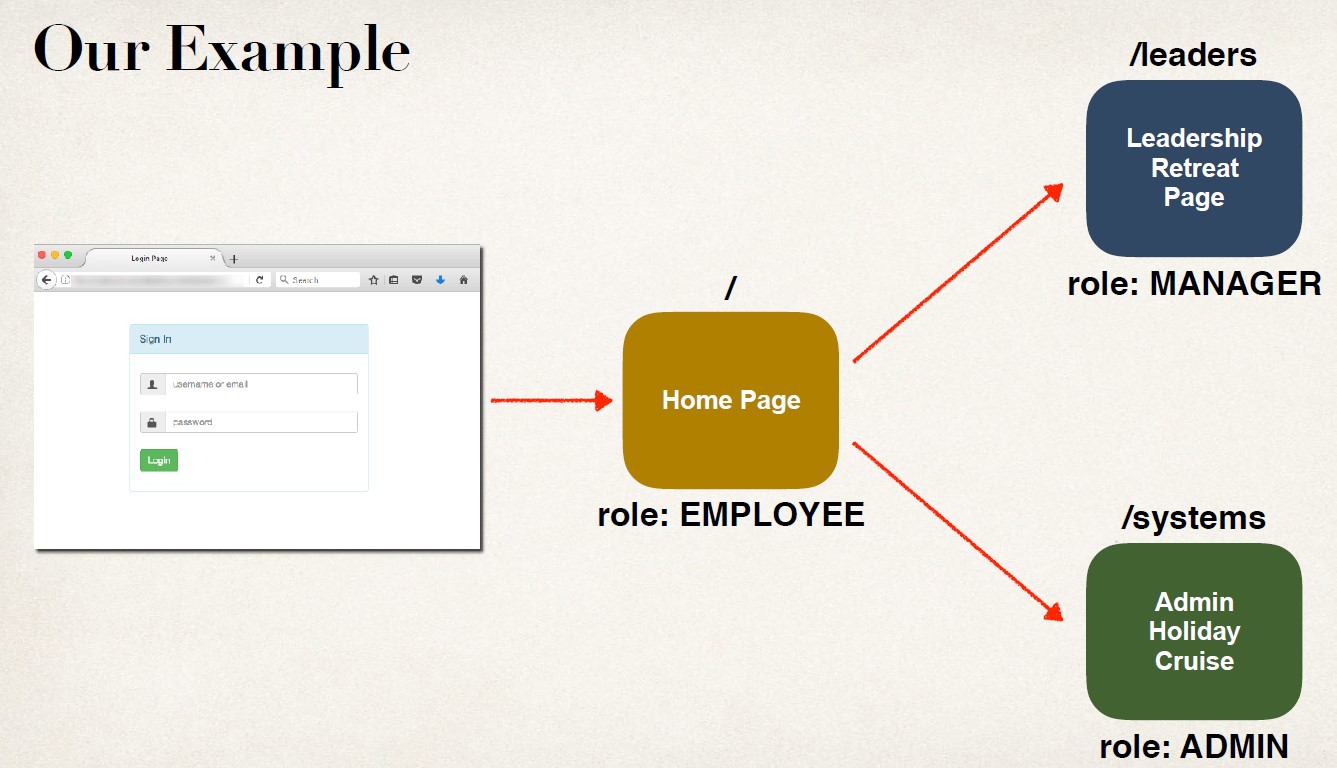 Our Example
Login Page
Search
Sign In
username or email
password
Login
/
Home Page
role: EMPLOYEE
/leaders
Leadership
Retreat
Page
role: MANAGER
/systems
Admin
Holiday
Cruise
role: ADMIN